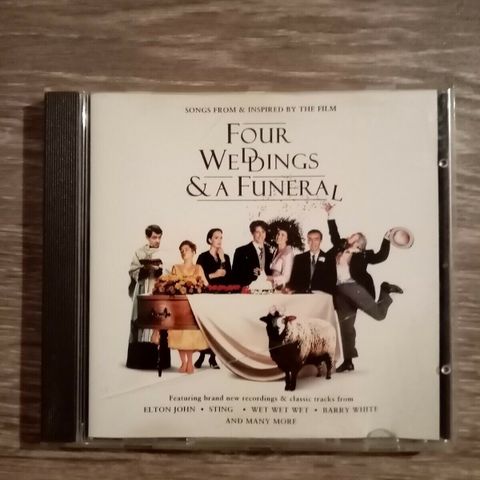 SONGS FROM & INSPIRED BY THE FILM
FOUR
WEDDINGS
& A FUNERAL
Featuring brand new recordings & classic tracks from
ELTON JOHN • STING • WET WET WET • BARRY WHITE
AND MANY MORE